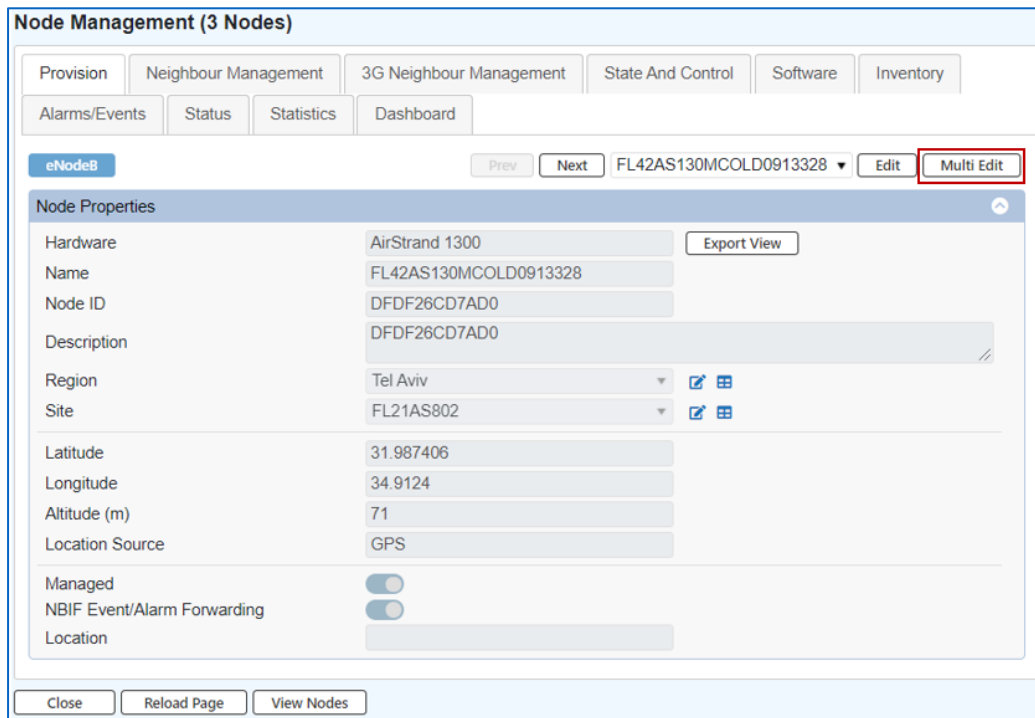 Node Management (3 Nodes)
Provision Neighbour Management 3G Neighbour Management State And Control Software Inventory
Alarms/Events Status Statistics Dashboard
eNodeB Prev Next FL42AS130MCOLD0913328 Edit Multi Edit
Node Properties
Hardware AirStrand 1300 Export View
Name FL42AS130MCOLD0913328
Node ID DFDF26CD7AD0
Description DFDF26CD7AD0
Region Tel Aviv
Site FL21AS802
Latitude 31.987406
Longitude 34.9124
Altitude (m) 71
Location Source GPS
Managed
NBIF Event/Alarm Forwarding
Location
Close Reload Page View Nodes